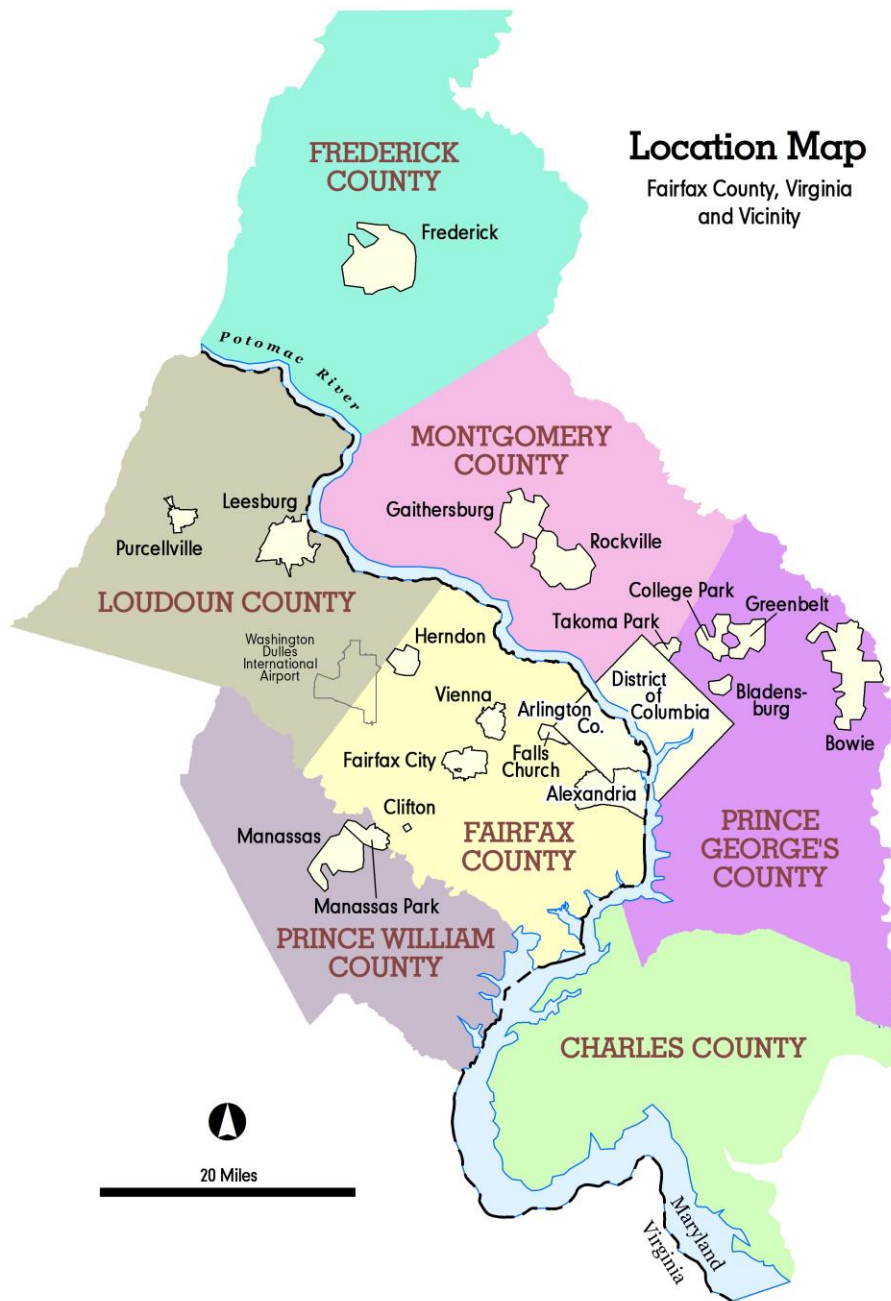 Location Map
Fairfax County, Virginia
and Vicinity
FREDERICK
COUNTY
Frederick
Potomac River
MONTGOMERY
COUNTY
Leesburg
Gaithersburg
Purcellville
Rockville
College Park
LOUDOUN COUNTY
Greenbelt
Takoma Park
Washington
Dulles
International
Airport
Herndon
District
of
Columbia
Vienna
Arlington
Co.
Bladens-
burg
Bowie
Fairfax City
Falls
Church
Alexandria
Clifton
Manassas
FAIRFAX
COUNTY
PRINCE
GEORGE'S
COUNTY
Manassas Park
PRINCE WILLIAM
COUNTY
CHARLES COUNTY
20 Miles
Maryland
Virginia